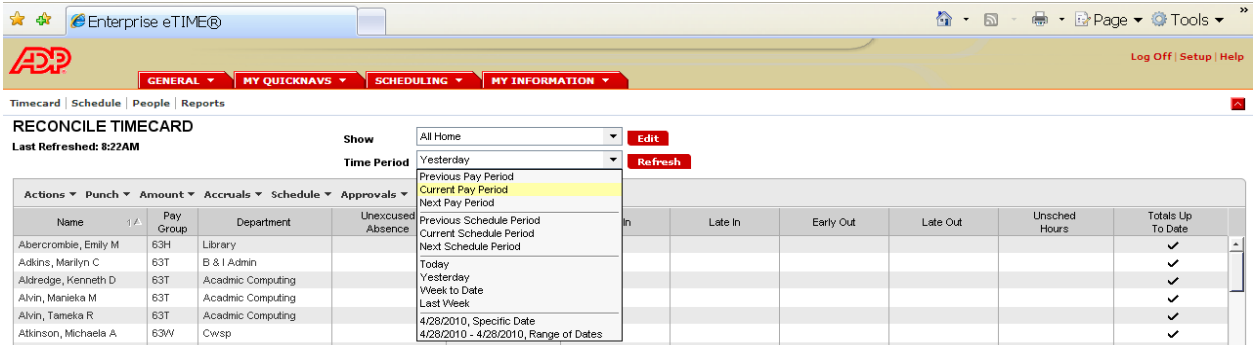 Enterprise eTIME®
Page Tools »
ADP
Log Off | Setup | Help
GENERAL MY QUICKNAVS SCHEDULING MY INFORMATION
Timecard | Schedule | People | Reports
RECONCILE TIMECARD
Last Refreshed: 8:22AM
Show All Home Edit
Time Period Yesterday Refresh
Previous Pay Period
Current Pay Period
Next Pay Period
Previous Schedule Period
Current Schedule Period
Next Schedule Period
Today
Yesterday
Week to Date
Last Week
4/28/2010, Specific Date
4/28/2010 - 4/28/2010, Range of Dates
Actions Punch Amount Accruals Schedule Approvals
Name 1 Pay Group Department Unexcused Absence In Late In Early Out Late Out Unsched Hours Totals Up To Date
Abercrombie, Emily M 63H Library
Adkins, Marilyn C 63T B & I Admin
Aldredge, Kenneth D 63T Acadmic Computing
Alvin, Manieka M 63T Acadmic Computing
Alvin, Tameka R 63T Acadmic Computing
Atkinson, Michaela A 63W Cwsp